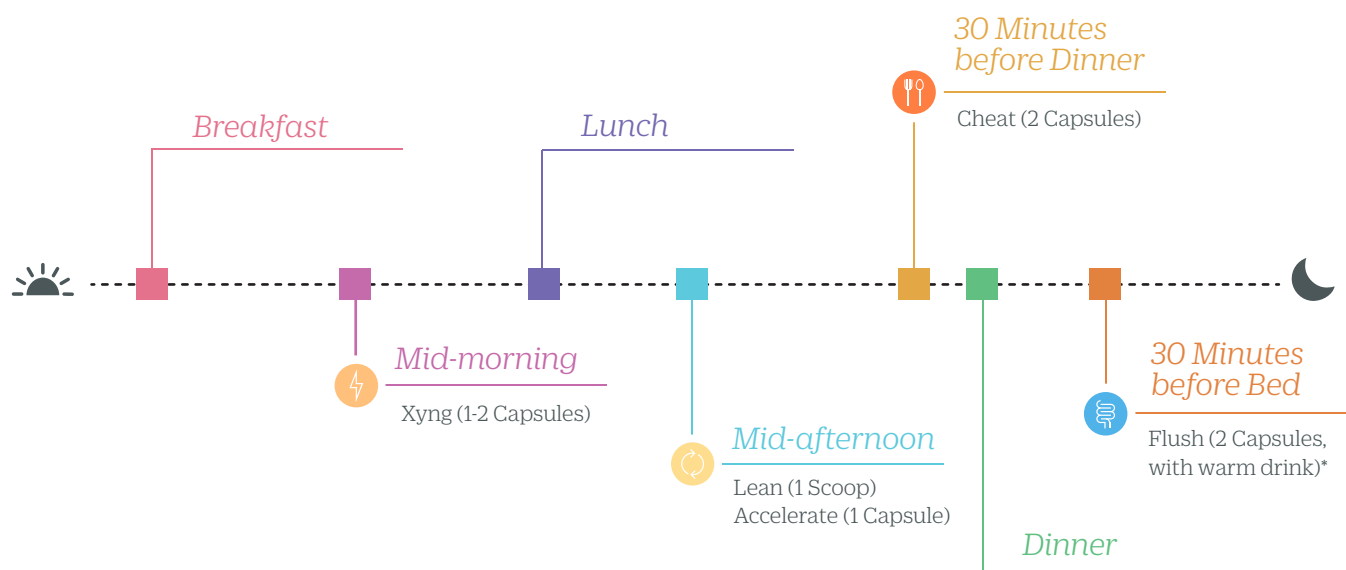 Breakfast
Mid-morning
Xyng (1-2 Capsules)
Lunch
Mid-afternoon
Lean (1 Scoop)
Accelerate (1 Capsule)
30 Minutes
before Dinner
Cheat (2 Capsules)
Dinner
30 Minutes
before Bed
Flush (2 Capsules,
with warm drink)*